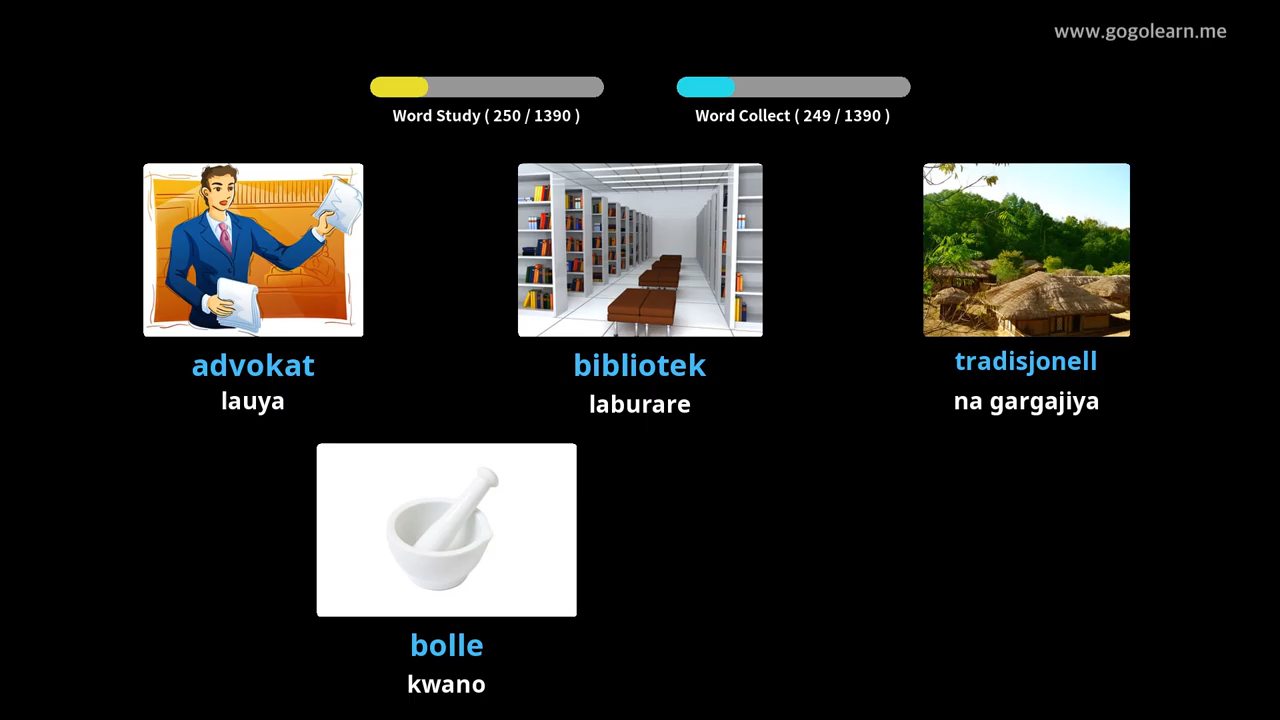 www.gogolearn.me
Word Study ( 250 / 1390 )
Word Collect ( 249 / 1390 )
advokat
lauya
bibliotek
laburare
tradisjonell
na gargajiya
bolle
kwano